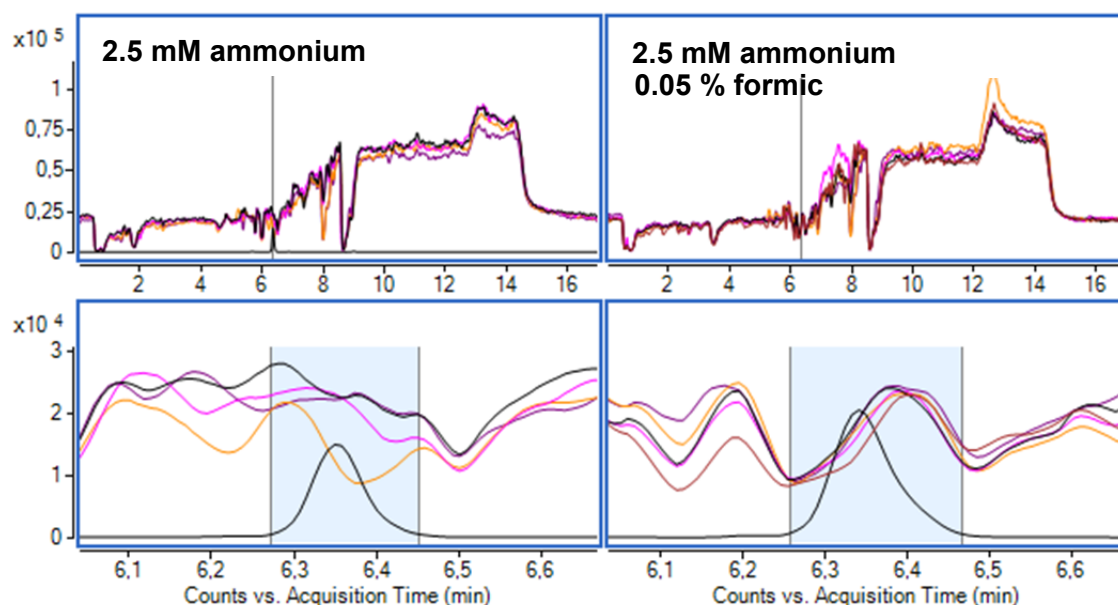 x10 5
2.5 mM ammonium
2.5 mM ammonium
0.05 % formic
1
0.75
0.5
0.25
0
2 4 6 8 10 12 14 16
2 4 6 8 10 12 14 16
x10 4
3
2
1
0
6,1 6,2 6,3 6,4 6,5 6,6
6,1 6,2 6,3 6,4 6,5 6,6
Counts vs. Acquisition Time (min)
Counts vs. Acquisition Time (min)